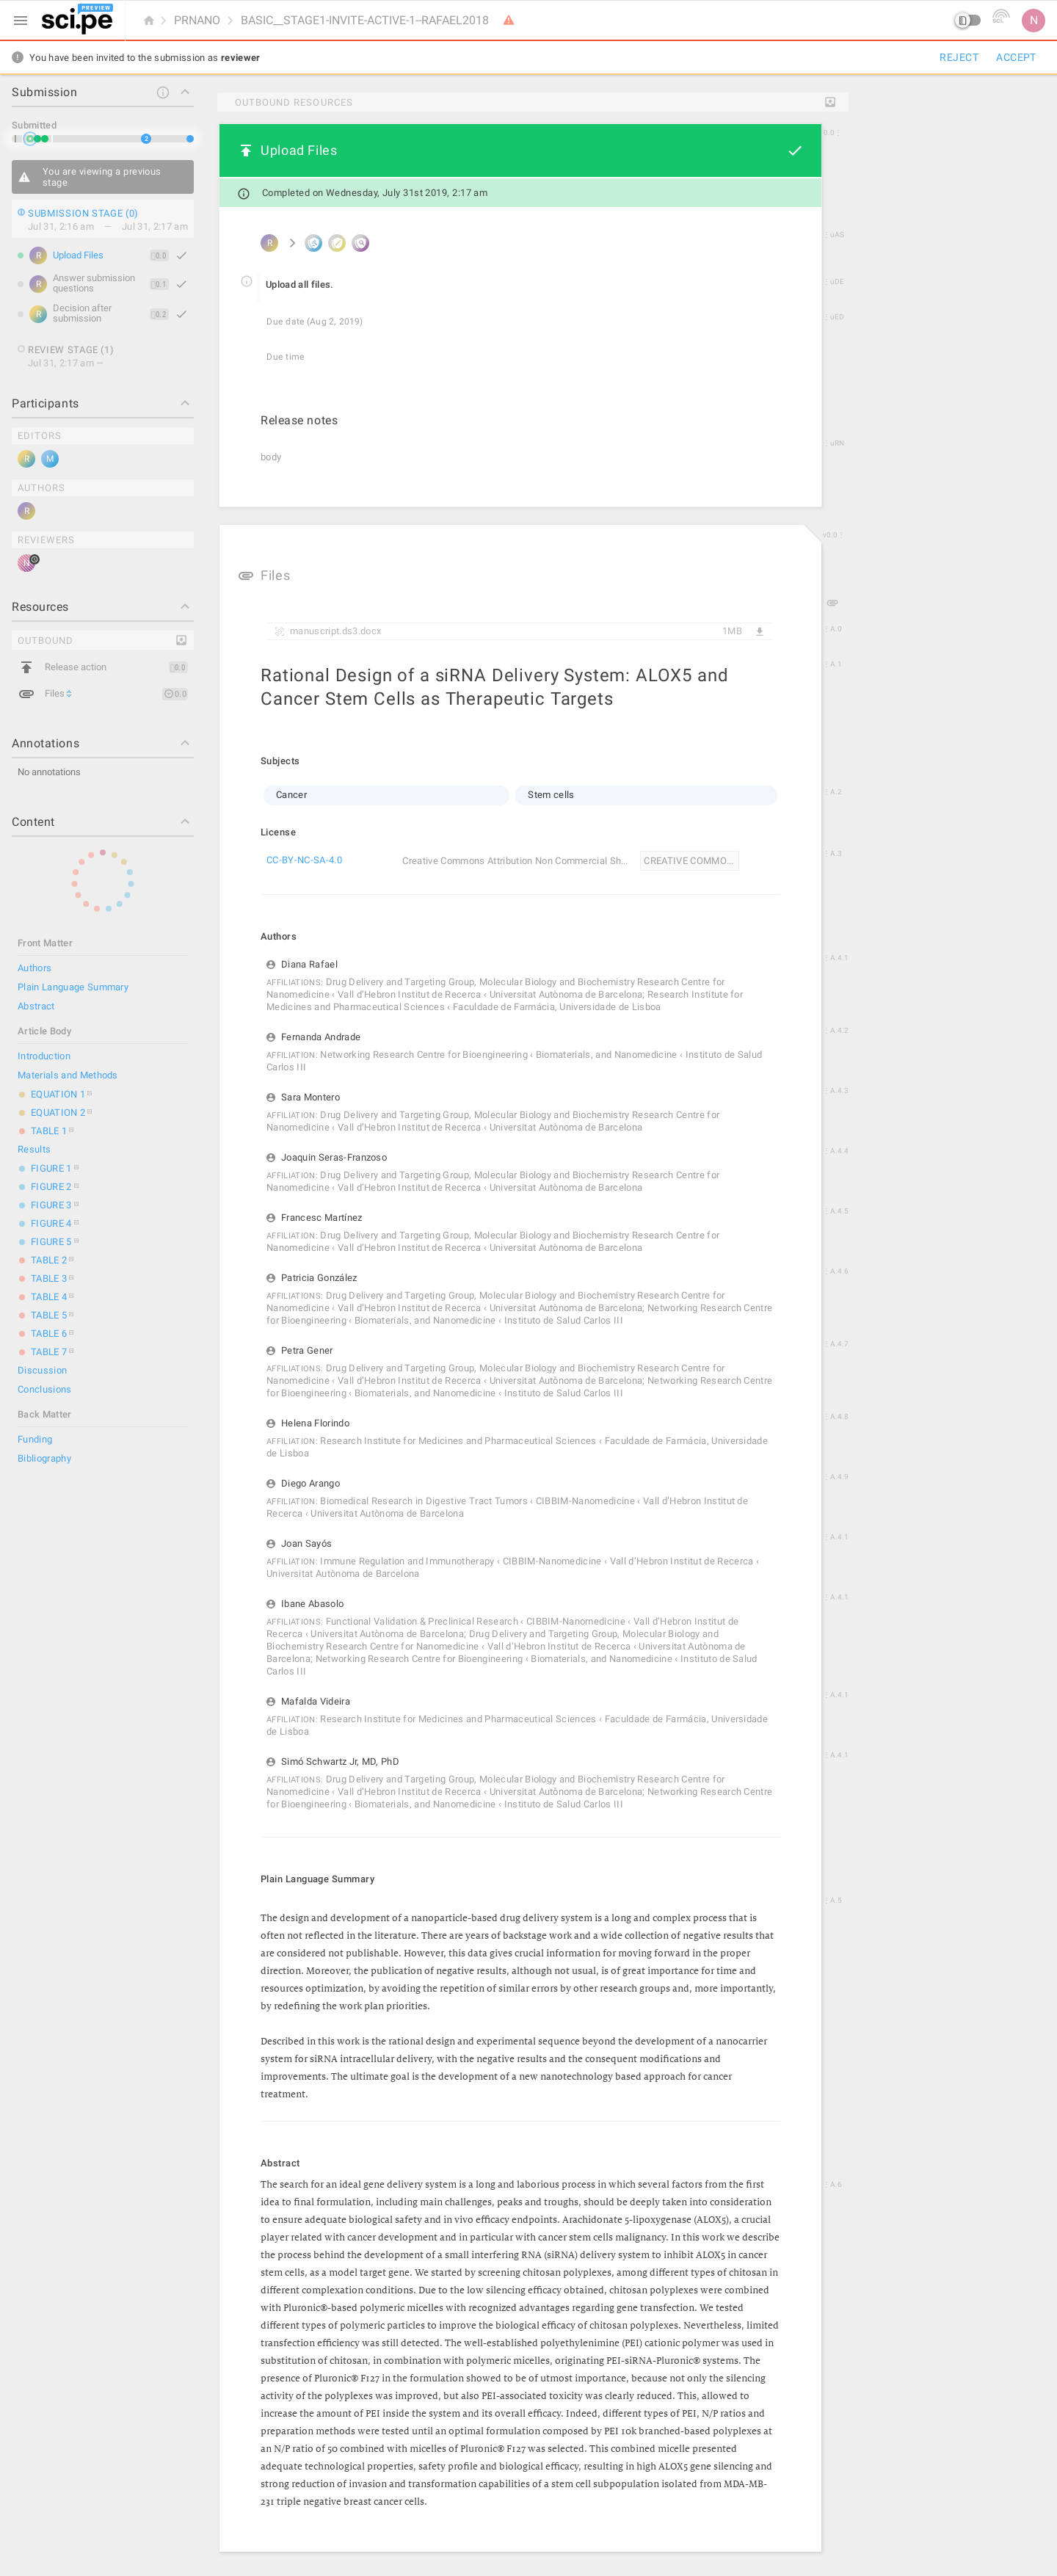 sci.pe PREVIEW
PRNANO
BASIC__STAGE1-INVITE-ACTIVE-1--RAFAEL2018
NCL
N
You have been invited to the submission as reviewer
REJECT ACCEPT
Submission
Submitted
2
You are viewing a previous
stage
SUBMISSION STAGE (0)
Jul 31, 2:16 am — Jul 31, 2:17 am
R Upload Files 0.0
R Answer submission
questions 0.1
R Decision after
submission 0.2
REVIEW STAGE (1)
Jul 31, 2:17 am —
Participants
EDITORS
R M
AUTHORS
R
REVIEWERS
N
Resources
OUTBOUND
Release action 0.0
Files 0.0
Annotations
No annotations
Content
Front Matter
Authors
Plain Language Summary
Abstract
Article Body
Introduction
Materials and Methods
EQUATION 1
EQUATION 2
TABLE 1
Results
FIGURE 1
FIGURE 2
FIGURE 3
FIGURE 4
FIGURE 5
TABLE 2
TABLE 3
TABLE 4
TABLE 5
TABLE 6
TABLE 7
Discussion
Conclusions
Back Matter
Funding
Bibliography
OUTBOUND RESOURCES
Upload Files
0.0
Completed on Wednesday, July 31st 2019, 2:17 am
R
uAS
Upload all files.
uDE
Due date (Aug 2, 2019)
uED
Due time
Release notes
uRN
body
v0.0
Files
manuscript.ds3.docx 1MB
A.0
Rational Design of a siRNA Delivery System: ALOX5 and
Cancer Stem Cells as Therapeutic Targets
A.1
Subjects
Cancer Stem cells
A.2
License
A.3
CC-BY-NC-SA-4.0 Creative Commons Attribution Non Commercial Sh... CREATIVE COMMO...
Authors
Diana Rafael
A.4.1
AFFILIATIONS: Drug Delivery and Targeting Group, Molecular Biology and Biochemistry Research Centre for
Nanomedicine ‹ Vall d'Hebron Institut de Recerca ‹ Universitat Autònoma de Barcelona; Research Institute for
Medicines and Pharmaceutical Sciences ‹ Faculdade de Farmácia, Universidade de Lisboa
Fernanda Andrade
A.4.2
AFFILIATION: Networking Research Centre for Bioengineering ‹ Biomaterials, and Nanomedicine ‹ Instituto de Salud
Carlos III
Sara Montero
A.4.3
AFFILIATION: Drug Delivery and Targeting Group, Molecular Biology and Biochemistry Research Centre for
Nanomedicine ‹ Vall d'Hebron Institut de Recerca ‹ Universitat Autònoma de Barcelona
Joaquin Seras-Franzoso
A.4.4
AFFILIATION: Drug Delivery and Targeting Group, Molecular Biology and Biochemistry Research Centre for
Nanomedicine ‹ Vall d'Hebron Institut de Recerca ‹ Universitat Autònoma de Barcelona
Francesc Martínez
A.4.5
AFFILIATION: Drug Delivery and Targeting Group, Molecular Biology and Biochemistry Research Centre for
Nanomedicine ‹ Vall d'Hebron Institut de Recerca ‹ Universitat Autònoma de Barcelona
Patricia González
A.4.6
AFFILIATIONS: Drug Delivery and Targeting Group, Molecular Biology and Biochemistry Research Centre for
Nanomedicine ‹ Vall d'Hebron Institut de Recerca ‹ Universitat Autònoma de Barcelona; Networking Research Centre
for Bioengineering ‹ Biomaterials, and Nanomedicine ‹ Instituto de Salud Carlos III
Petra Gener
A.4.7
AFFILIATIONS: Drug Delivery and Targeting Group, Molecular Biology and Biochemistry Research Centre for
Nanomedicine ‹ Vall d'Hebron Institut de Recerca ‹ Universitat Autònoma de Barcelona; Networking Research Centre
for Bioengineering ‹ Biomaterials, and Nanomedicine ‹ Instituto de Salud Carlos III
Helena Florindo
A.4.8
AFFILIATION: Research Institute for Medicines and Pharmaceutical Sciences ‹ Faculdade de Farmácia, Universidade
de Lisboa
Diego Arango
A.4.9
AFFILIATION: Biomedical Research in Digestive Tract Tumors ‹ CIBBIM-Nanomedicine ‹ Vall d'Hebron Institut de
Recerca ‹ Universitat Autònoma de Barcelona
Joan Sayós
A.4.1
AFFILIATION: Immune Regulation and Immunotherapy ‹ CIBBIM-Nanomedicine ‹ Vall d'Hebron Institut de Recerca ‹
Universitat Autònoma de Barcelona
Ibane Abasolo
A.4.1
AFFILIATIONS: Functional Validation & Preclinical Research ‹ CIBBIM-Nanomedicine ‹ Vall d'Hebron Institut de
Recerca ‹ Universitat Autònoma de Barcelona; Drug Delivery and Targeting Group, Molecular Biology and
Biochemistry Research Centre for Nanomedicine ‹ Vall d'Hebron Institut de Recerca ‹ Universitat Autònoma de
Barcelona; Networking Research Centre for Bioengineering ‹ Biomaterials, and Nanomedicine ‹ Instituto de Salud
Carlos III
Mafalda Videira
A.4.1
AFFILIATION: Research Institute for Medicines and Pharmaceutical Sciences ‹ Faculdade de Farmácia, Universidade
de Lisboa
Simó Schwartz Jr, MD, PhD
A.4.1
AFFILIATIONS: Drug Delivery and Targeting Group, Molecular Biology and Biochemistry Research Centre for
Nanomedicine ‹ Vall d'Hebron Institut de Recerca ‹ Universitat Autònoma de Barcelona; Networking Research Centre
for Bioengineering ‹ Biomaterials, and Nanomedicine ‹ Instituto de Salud Carlos III
Plain Language Summary
A.5
The design and development of a nanoparticle-based drug delivery system is a long and complex process that is
often not reflected in the literature. There are years of backstage work and a wide collection of negative results that
are considered not publishable. However, this data gives crucial information for moving forward in the proper
direction. Moreover, the publication of negative results, although not usual, is of great importance for time and
resources optimization, by avoiding the repetition of similar errors by other research groups and, more importantly,
by redefining the work plan priorities.
Described in this work is the rational design and experimental sequence beyond the development of a nanocarrier
system for siRNA intracellular delivery, with the negative results and the consequent modifications and
improvements. The ultimate goal is the development of a new nanotechnology based approach for cancer
treatment.
Abstract
A.6
The search for an ideal gene delivery system is a long and laborious process in which several factors from the first
idea to final formulation, including main challenges, peaks and troughs, should be deeply taken into consideration
to ensure adequate biological safety and in vivo efficacy endpoints. Arachidonate 5-lipoxygenase (ALOX5), a crucial
player related with cancer development and in particular with cancer stem cells malignancy. In this work we describe
the process behind the development of a small interfering RNA (siRNA) delivery system to inhibit ALOX5 in cancer
stem cells, as a model target gene. We started by screening chitosan polyplexes, among different types of chitosan in
different complexation conditions. Due to the low silencing efficacy obtained, chitosan polyplexes were combined
with Pluronic®-based polymeric micelles with recognized advantages regarding gene transfection. We tested
different types of polymeric particles to improve the biological efficacy of chitosan polyplexes. Nevertheless, limited
transfection efficiency was still detected. The well-established polyethylenimine (PEI) cationic polymer was used in
substitution of chitosan, in combination with polymeric micelles, originating PEI-siRNA-Pluronic® systems. The
presence of Pluronic® F127 in the formulation showed to be of utmost importance, because not only the silencing
activity of the polyplexes was improved, but also PEI-associated toxicity was clearly reduced. This, allowed to
increase the amount of PEI inside the system and its overall efficacy. Indeed, different types of PEI, N/P ratios and
preparation methods were tested until an optimal formulation composed by PEI 10k branched-based polyplexes at
an N/P ratio of 50 combined with micelles of Pluronic® F127 was selected. This combined micelle presented
adequate technological properties, safety profile and biological efficacy, resulting in high ALOX5 gene silencing and
strong reduction of invasion and transformation capabilities of a stem cell subpopulation isolated from MDA-MB-
231 triple negative breast cancer cells.